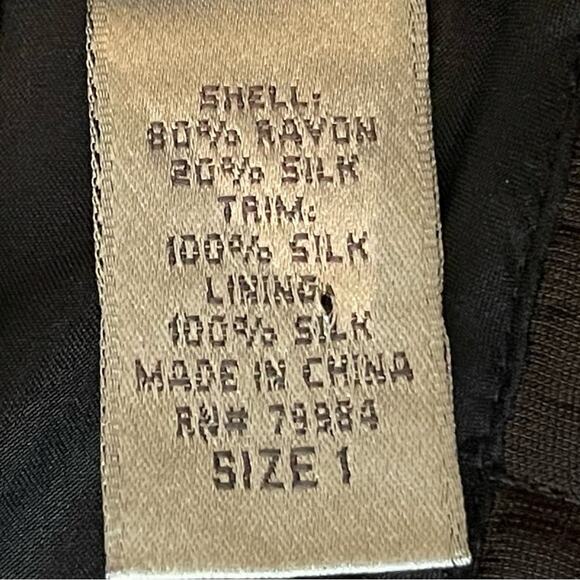 SHELL:
80% RAYON
20% SILK
TRIM:
100% SILK
LINING:
100% SILK
MADE IN CHINA
RN# 79984
SIZE 1